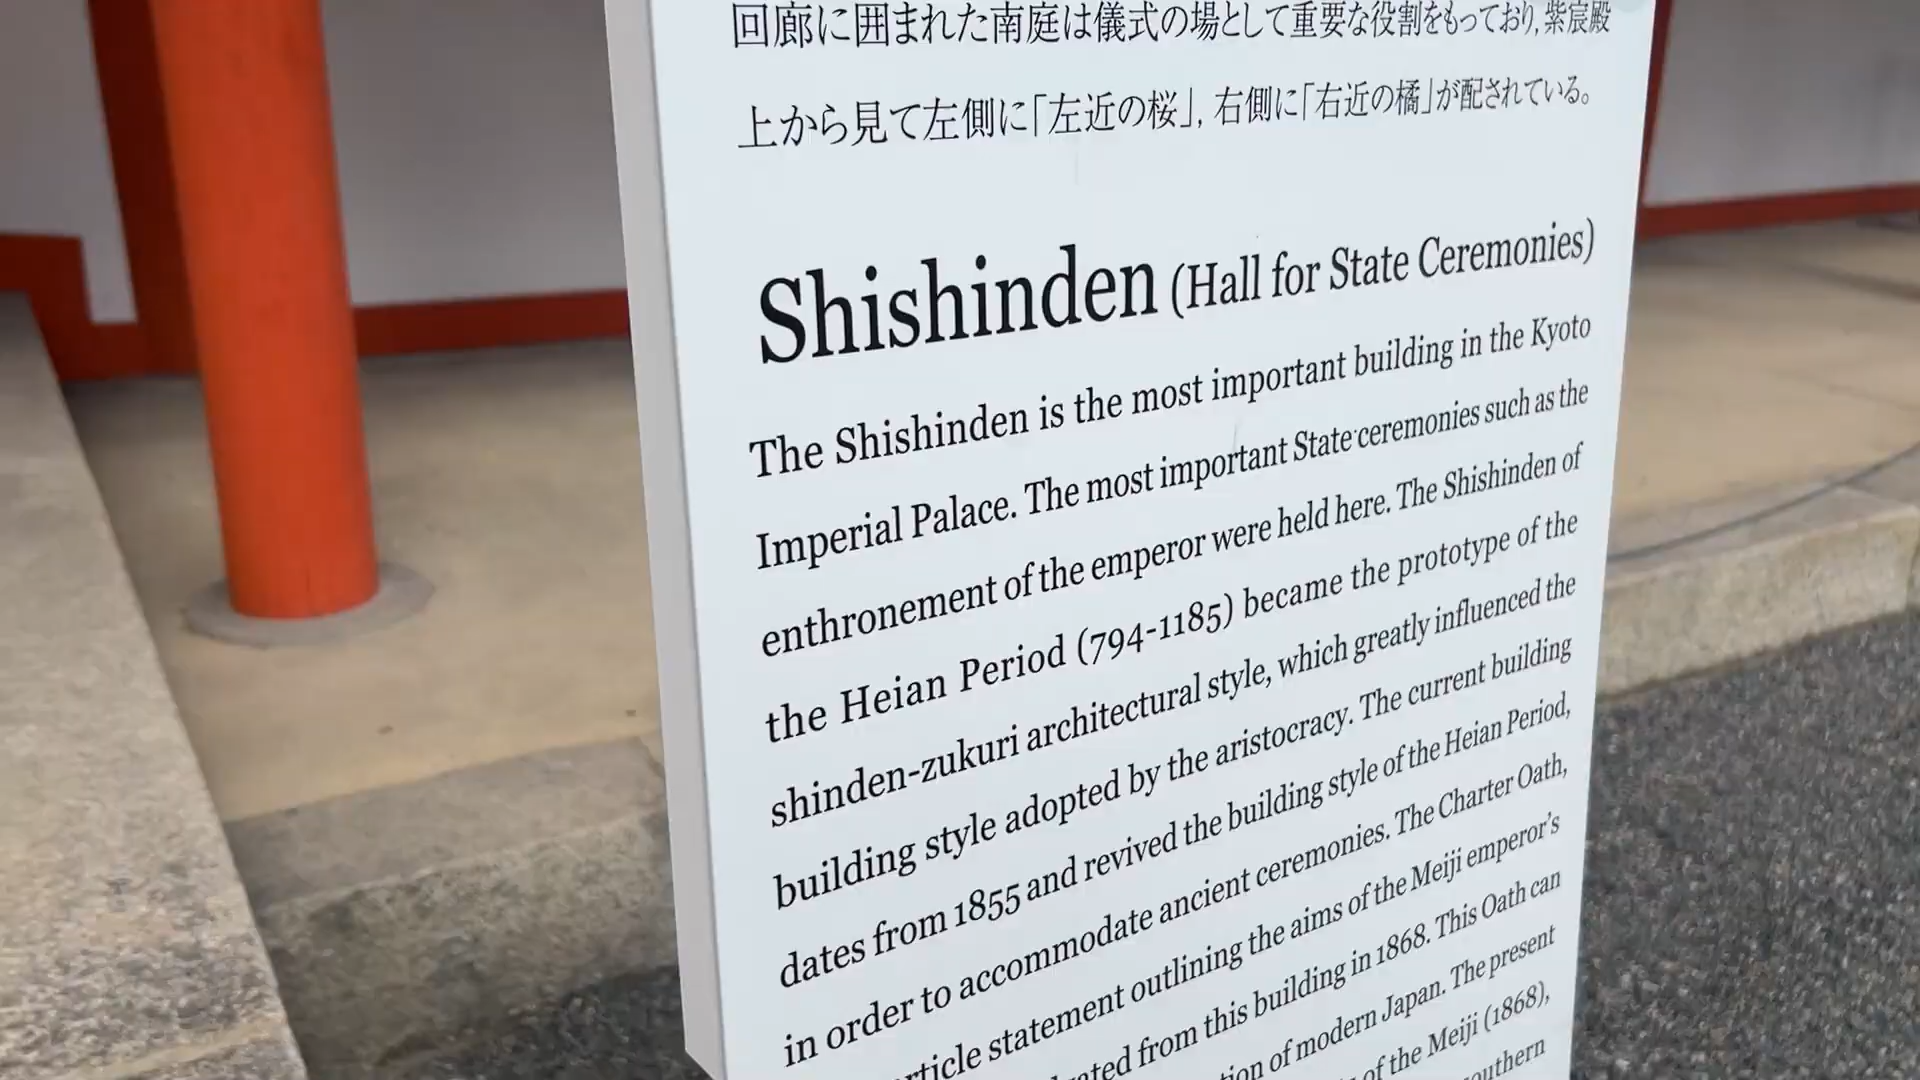 回廊に囲まれた南庭は儀式の場として重要な役割をもっており，紫宸殿
上から見て左側に「左近の桜」，右側に「右近の橘」が配されている。
Shishinden (Hall for State Ceremonies)
The Shishinden is the most important building in the Kyoto
Imperial Palace. The most important State ceremonies such as the
enthronement of the emperor were held here. The Shishinden of
the Heian Period (794-1185) became the prototype of the
shinden-zukuri architectural style, which greatly influenced the
building style adopted by the aristocracy. The current building
dates from 1855 and revived the building style of the Heian Period,
in order to accommodate ancient ceremonies. The Charter Oath,
statement outlining the aims of the Meiji emperor's
from this building in 1868. This Oath can
of modern Japan. The present
of the Meiji (1868),